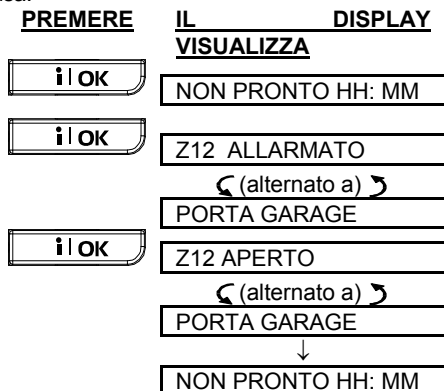 PREMERE IL DISPLAY
VISUALIZZA
i | OK
NON PRONTO HH: MM
i | OK
Z12 ALLARMATO
(alternato a)
PORTA GARAGE
i | OK
Z12 APERTO
(alternato a)
PORTA GARAGE
↓
NON PRONTO HH: MM